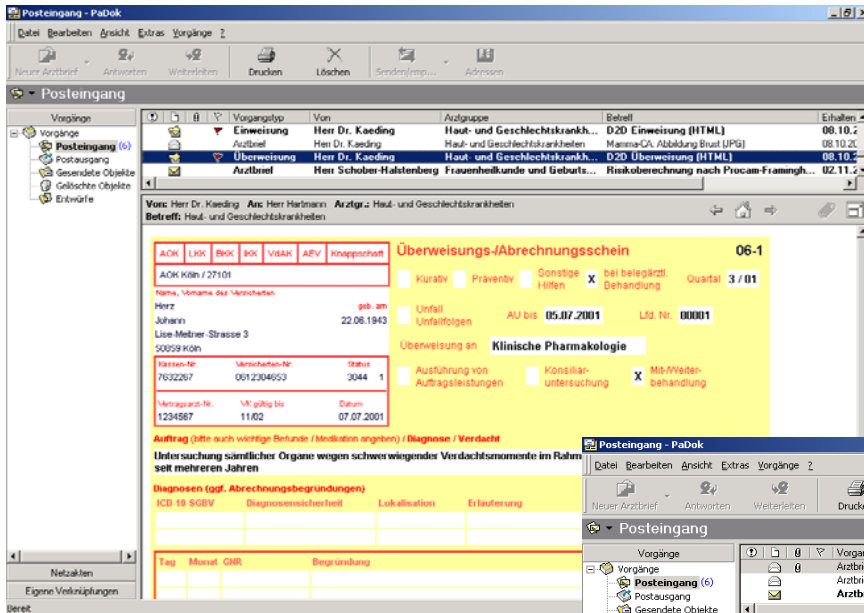 Posteingang - PaDok
Datei Bearbeiten Ansicht Extras Vorgänge ?
Neuer Arztbrief Antworten Weiterleiten Drucken Löschen Senden/emp... Adressen
Posteingang
Vorgänge
Vorgänge
Posteingang (6)
Postausgang
Gesendete Objekte
Gelöschte Objekte
Entwürfe
Netzakten
Eigene Verknüpfungen
Bereit
Vorgangstyp Von Arztgruppe Betreff Erhalten
Einweisung Herr Dr. Kaeding Haut- und Geschlechtskrankh... D2D Einweisung (HTML) 08.10.2
Arztbrief Herr Dr. Kaeding Haut- und Geschlechtskrankheiten Mamma-CA: Abbildung Brust (JPG) 08.10.20
Überweisung Herr Dr. Kaeding Haut- und Geschlechtskrankh... D2D Überweisung (HTML) 08.10.2
Arztbrief Herr Schober-Halstenberg Frauenheilkunde und Geburts... Risikoberechnung nach Procam-Framingh... 02.11.2
Von: Herr Dr. Kaeding An: Herr Hartmann Arztgr.: Haut- und Geschlechtskrankheiten
Betreff: Haut- und Geschlechtskrankheiten
AOK LKK BKK IKK VdAK AEV Knappschaft
AOK Köln / 27101
Name, Vorname des Versicherten
Herz geb. am
Johann 22.06.1943
Lise-Meitner-Strasse 3
50859 Köln
Kassen-Nr. Versicherten-Nr. Status
7632267 0612304653 3044 1
Vertragsarzt-Nr. VK gültig bis Datum
1234567 11/02 07.07.2001
Überweisungs-/Abrechnungsschein 06-1
Kurativ Präventiv Sonstige Hilfen X bei belegärztl. Behandlung Quartal 3 / 01
Unfall
Unfallfolgen AU bis 05.07.2001 Lfd. Nr. 00001
Überweisung an Klinische Pharmakologie
Ausführung von Auftragsleistungen Konsiliar-untersuchung X Mit-/Weiter-behandlung
Auftrag (bitte auch wichtige Befunde / Medikation angeben) / Diagnose / Verdacht
Untersuchung sämtlicher Organe wegen schwerwiegender Verdachtsmomente im Rahm
seit mehreren Jahren
Diagnosen (ggf. Abrechnungsbegründungen)
ICD-10-SGBV Diagnosensicherheit Lokalisation Erläuterung
Tag Monat GNR Begründung
Posteingang - PaDok
Datei Bearbeiten Ansicht Extras Vorgänge ?
Neuer Arztbrief Antworten Weiterleiten Drucke
Posteingang
Vorgänge
Vorgänge
Posteingang (6)
Postausgang
Gesendete Objekte
Vorgan
Arztbri
Arztbri
Arztb